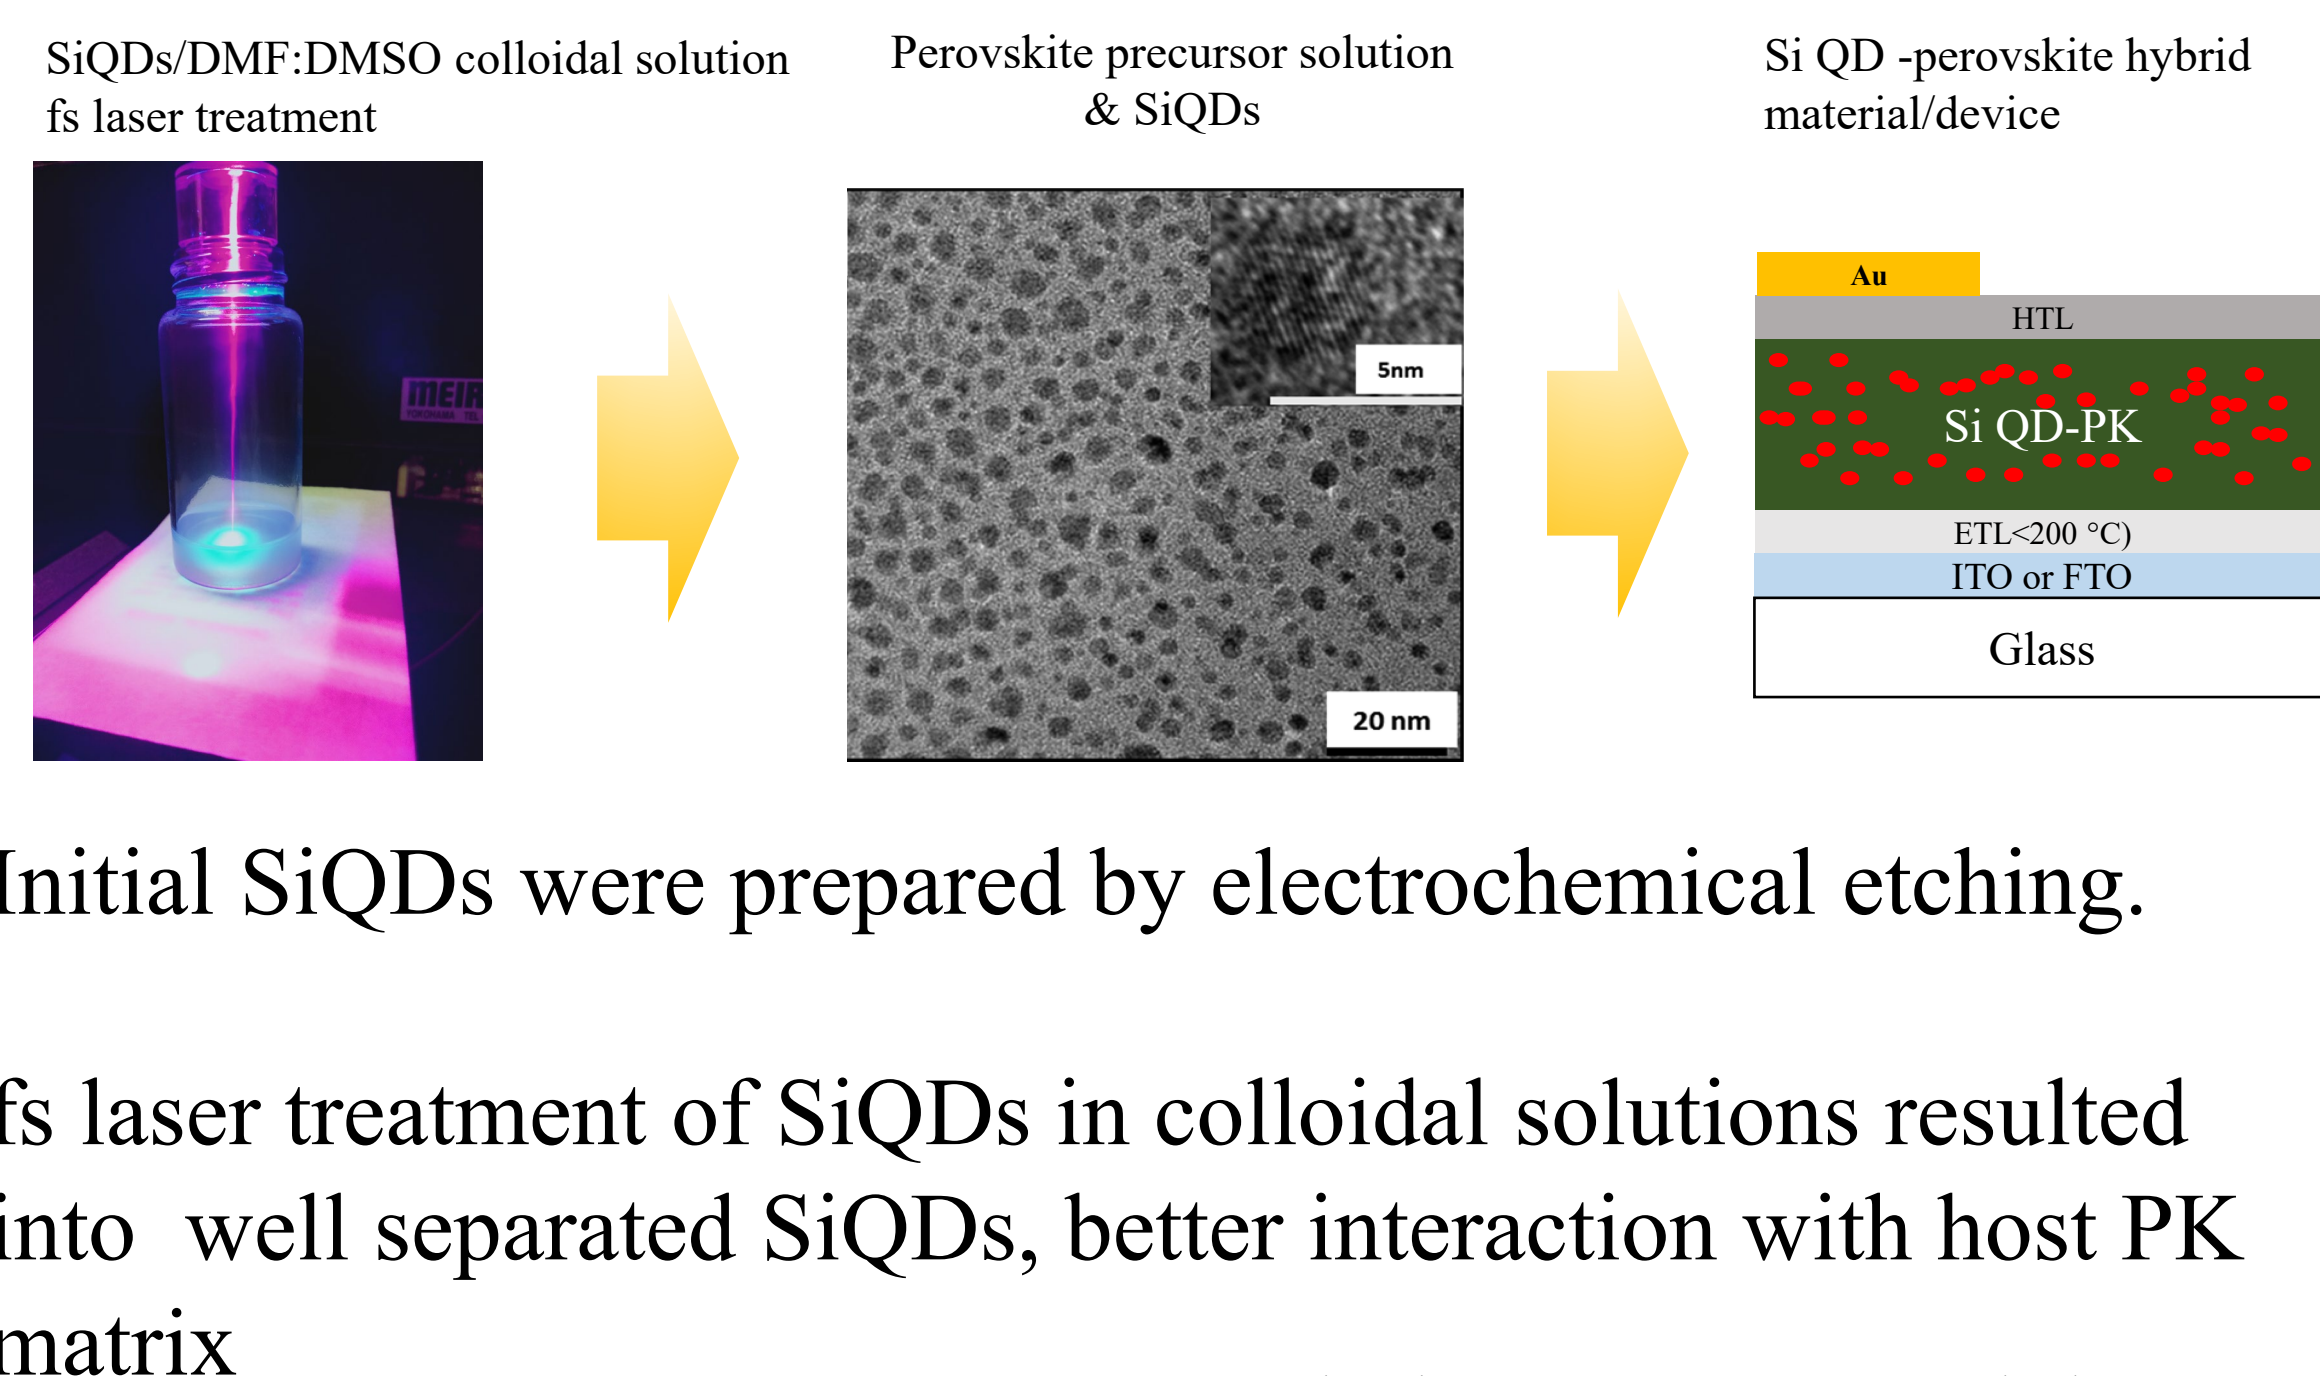 SiQDs/DMF:DMSO colloidal solution
fs laser treatment
Perovskite precursor solution
& SiQDs
Si QD -perovskite hybrid
material/device
MEIR
YOKOHAMA TEL
5nm
20 nm
Au
HTL
Si QD-PK
ETL<200 °C)
ITO or FTO
Glass
Initial SiQDs were prepared by electrochemical etching.
fs laser treatment of SiQDs in colloidal solutions resulted
into well separated SiQDs, better interaction with host PK
matrix